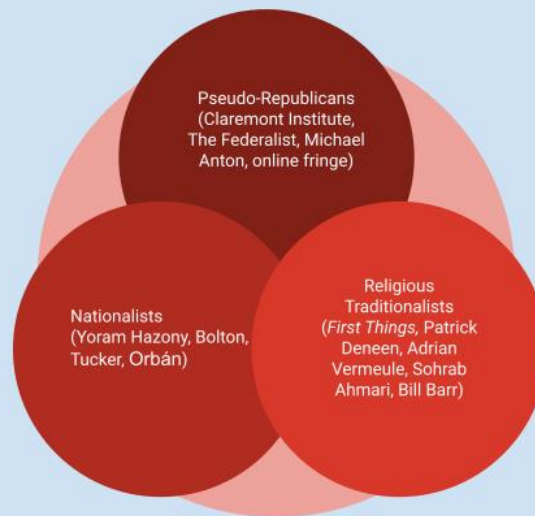 Pseudo-Republicans
(Claremont Institute,
The Federalist, Michael
Anton, online fringe)
Nationalists
(Yoram Hazony, Bolton,
Tucker, Orbán)
Religious
Traditionalists
(First Things, Patrick
Deneen, Adrian
Vermeule, Sohrab
Ahmari, Bill Barr)